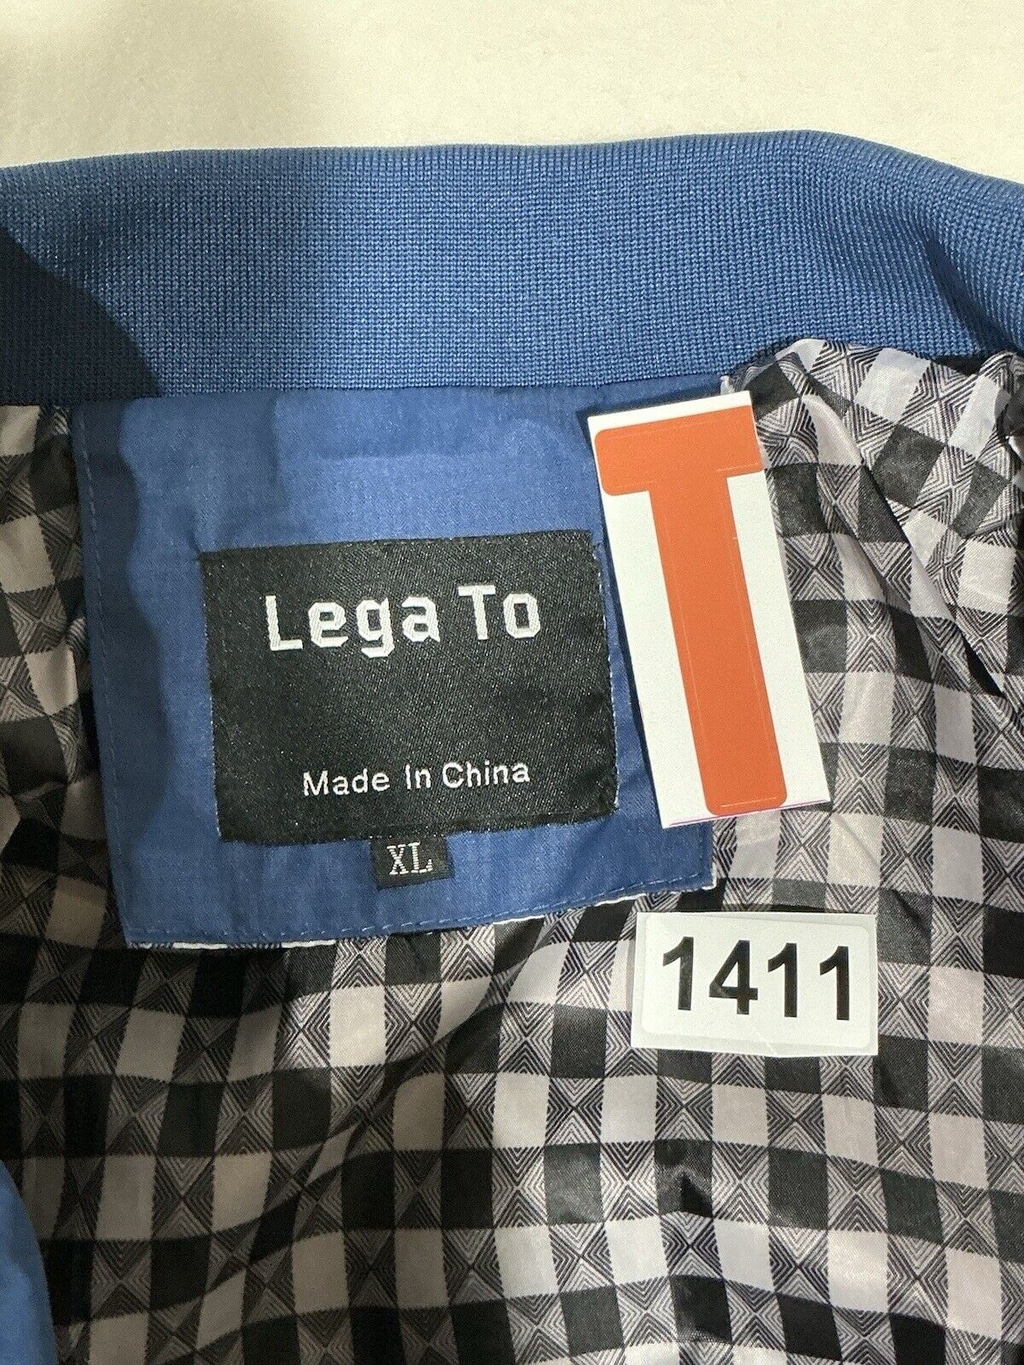 Lega To
Made In China
XL
T
1411